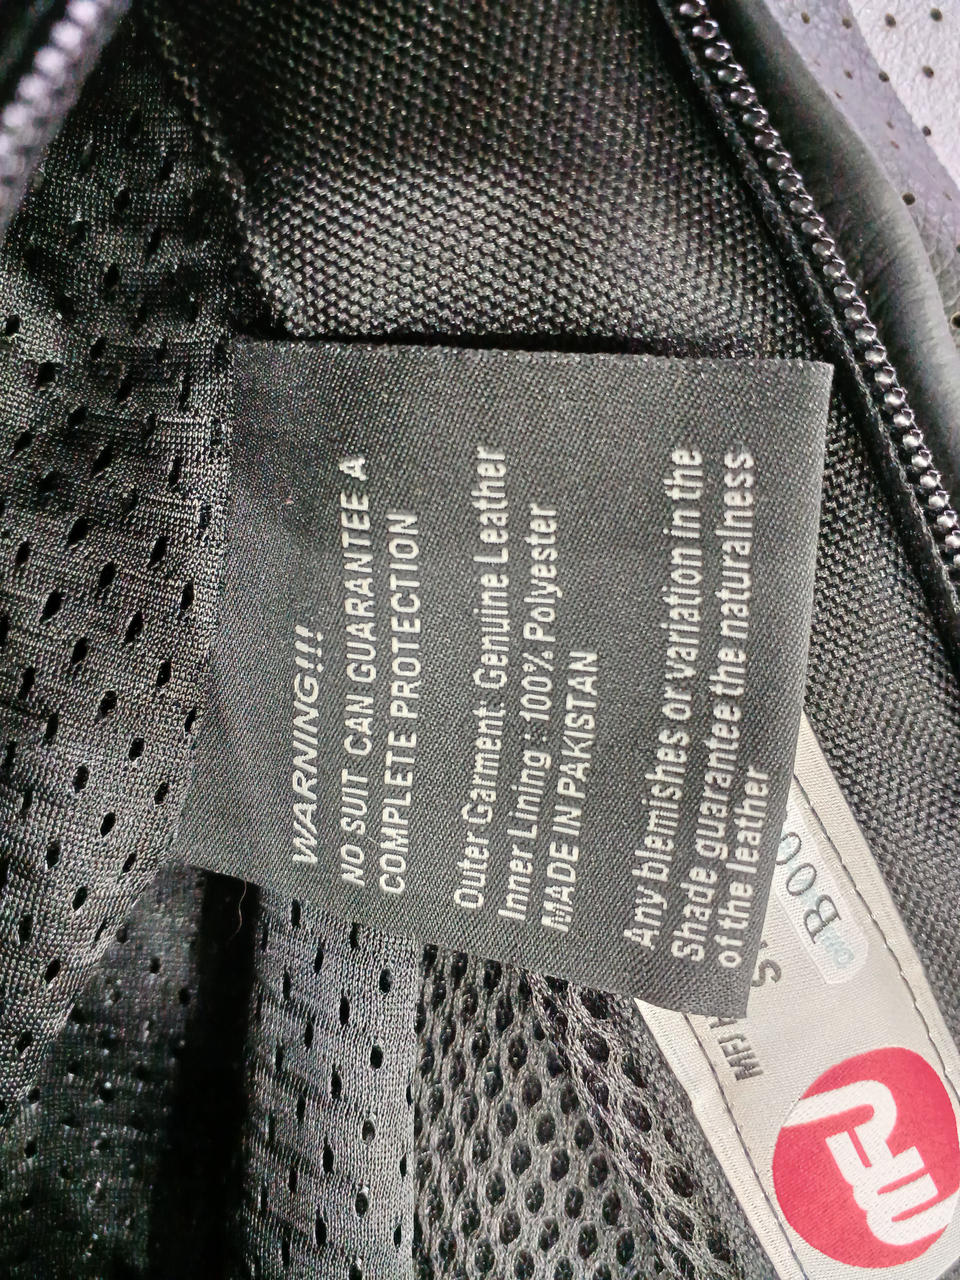 WARNING!!!
NO SUIT CAN GUARANTEE A
COMPLETE PROTECTION
Outer Garment: Genuine Leather
Inner Lining : 100% Polyester
MADE IN PAKISTAN
Any blemishes or variation in the
Shade guarantee the naturalness
of the leather